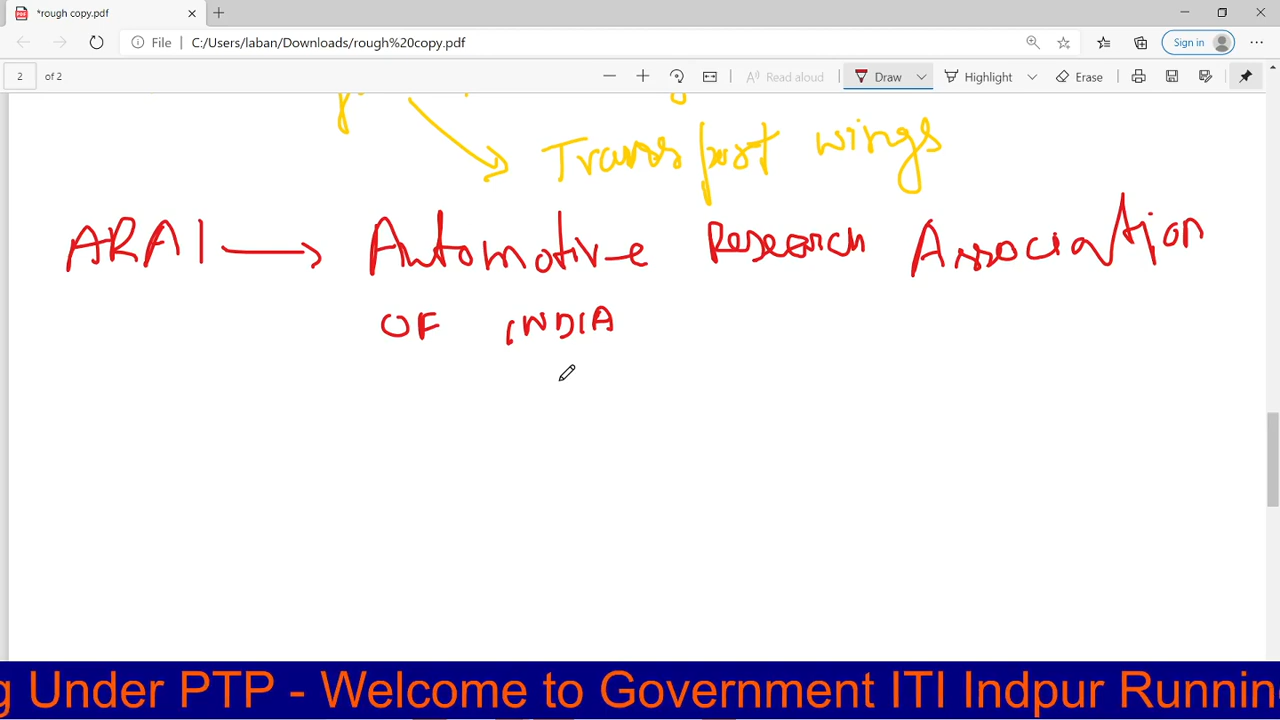 *rough copy.pdf
File C:/Users/laban/Downloads/rough%20copy.pdf Sign in
2 of 2 Read aloud Draw Highlight Erase
Transport wings
ARAI → Automotive Research Association
OF INDIA
g Under PTP - Welcome to Government ITI Indpur Runnin